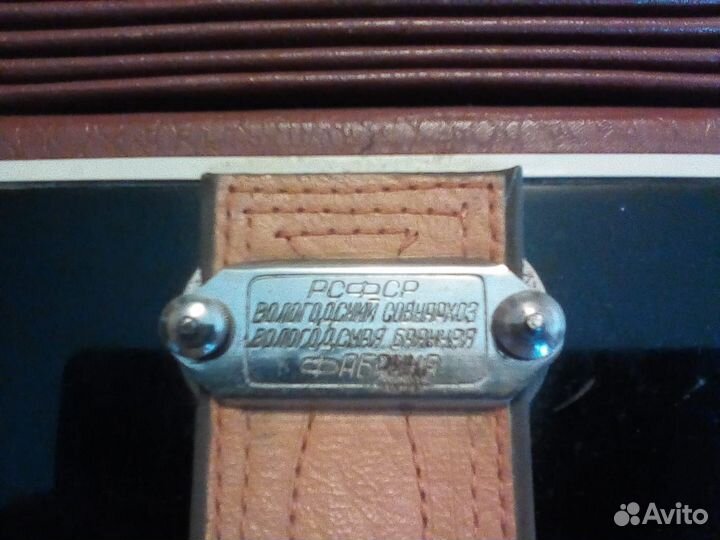 РСФСР
ВОЛОГОДСКИЙ СОВНАРХОЗ
ВОЛОГОДСКАЯ БАЯННАЯ
ФАБРИКА
Avito